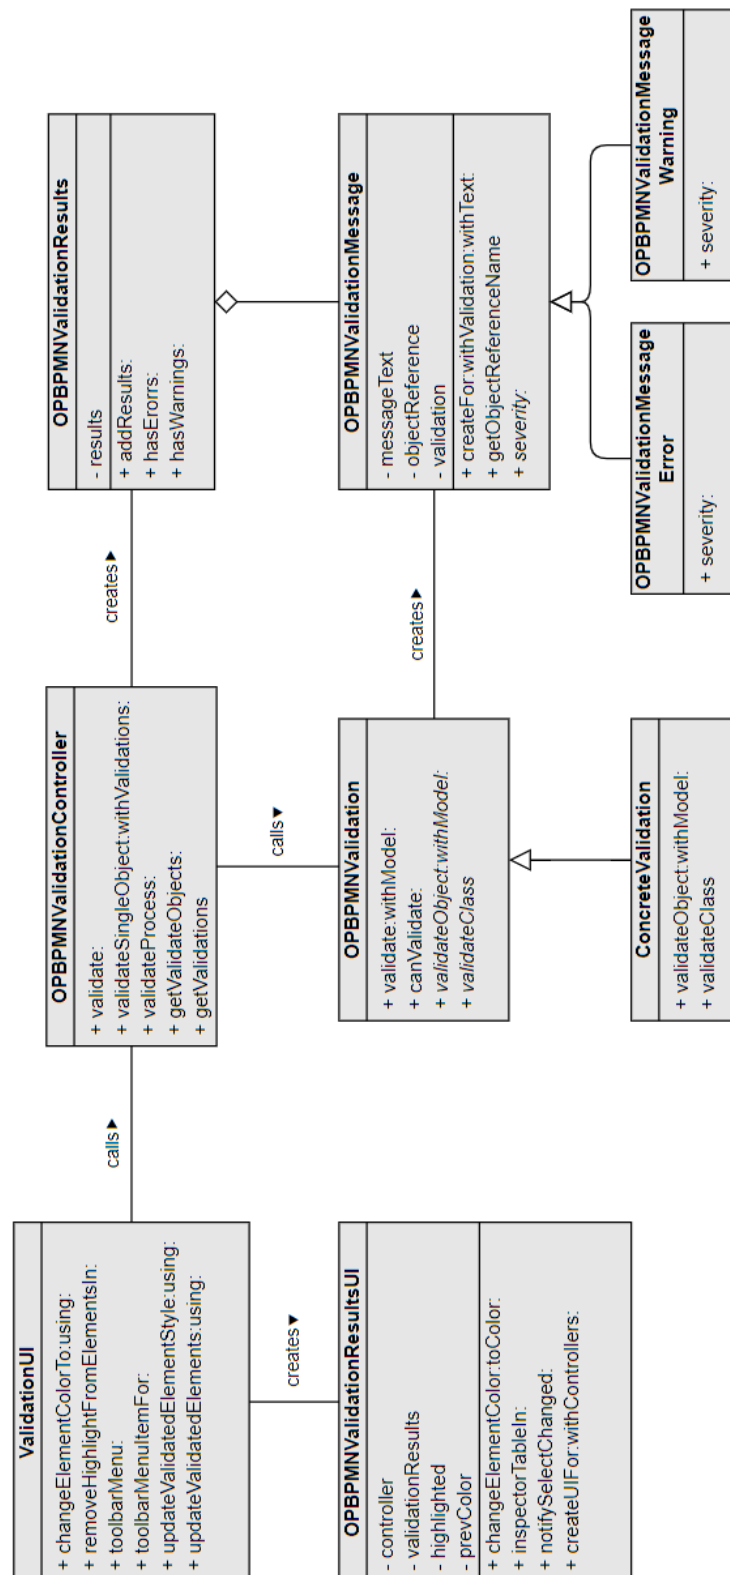 ValidationUI
+ changeElementColorTo:using:
+ removeHighlightFromElementsIn:
+ toolbarMenu:
+ toolbarMenuItemFor:
+ updateValidatedElementStyle:using:
+ updateValidatedElements:using:
calls►
OPBPMNValidationController
+ validate:
+ validateSingleObject:withValidations:
+ validateProcess:
+ getValidateObjects:
+ getValidations
creates►
OPBPMNValidationResults
- results
+ addResults:
+ hasErorrs:
+ hasWarnings:
creates▼
calls▼
OPBPMNValidationResultsUI
- controller
- validationResults
- highlighted
- prevColor
+ changeElementColor:toColor:
+ inspectorTableIn:
+ notifySelectChanged:
+ createUIFor:withControllers:
OPBPMNValidation
+ validate:withModel:
+ canValidate:
+ validateObject:withModel:
+ validateClass
creates►
OPBPMNValidationMessage
- messageText
- objectReference
- validation
+ createFor:withValidation:withText:
+ getObjectReferenceName
+ severity:
ConcreteValidation
+ validateObject:withModel:
+ validateClass
OPBPMNValidationMessage
Error
+ severity:
OPBPMNValidationMessage
Warning
+ severity: